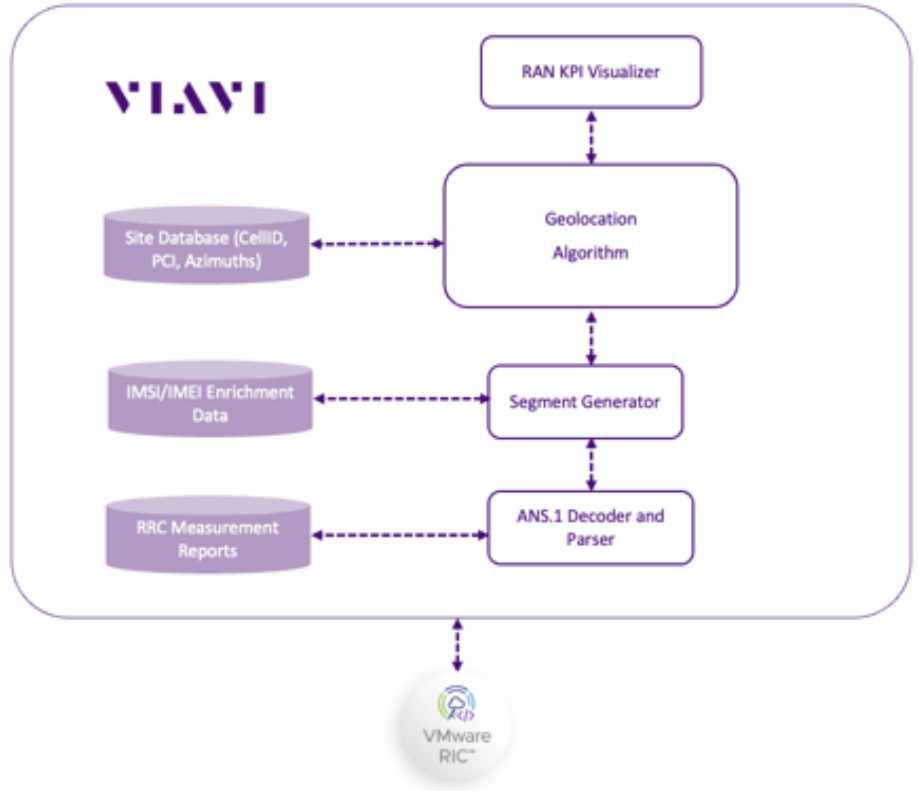 VIAVI
RAN KPI Visualizer
Geolocation
Algorithm
Site Database (CellID,
PCI, Azimuths)
IMSI/IMEI Enrichment
Data
Segment Generator
RRC Measurement
Reports
ANS.1 Decoder and
Parser
</>
VMware
RIC™